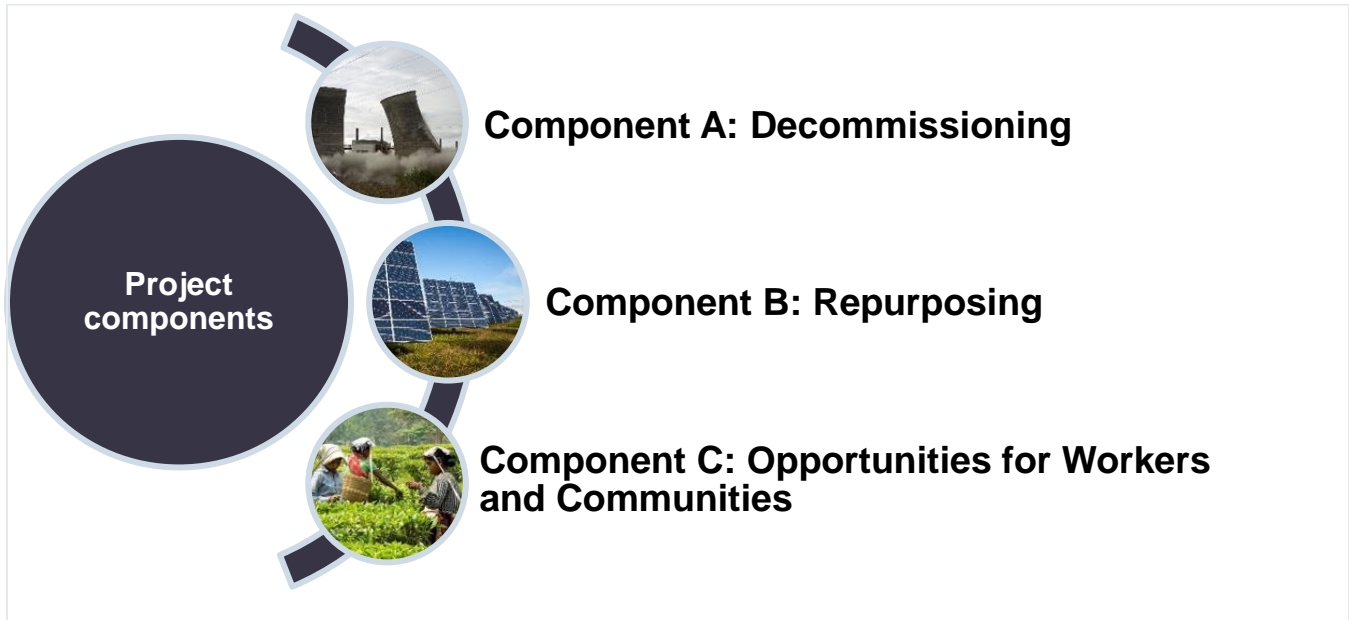 Project
components
Component A: Decommissioning
Component B: Repurposing
Component C: Opportunities for Workers
and Communities